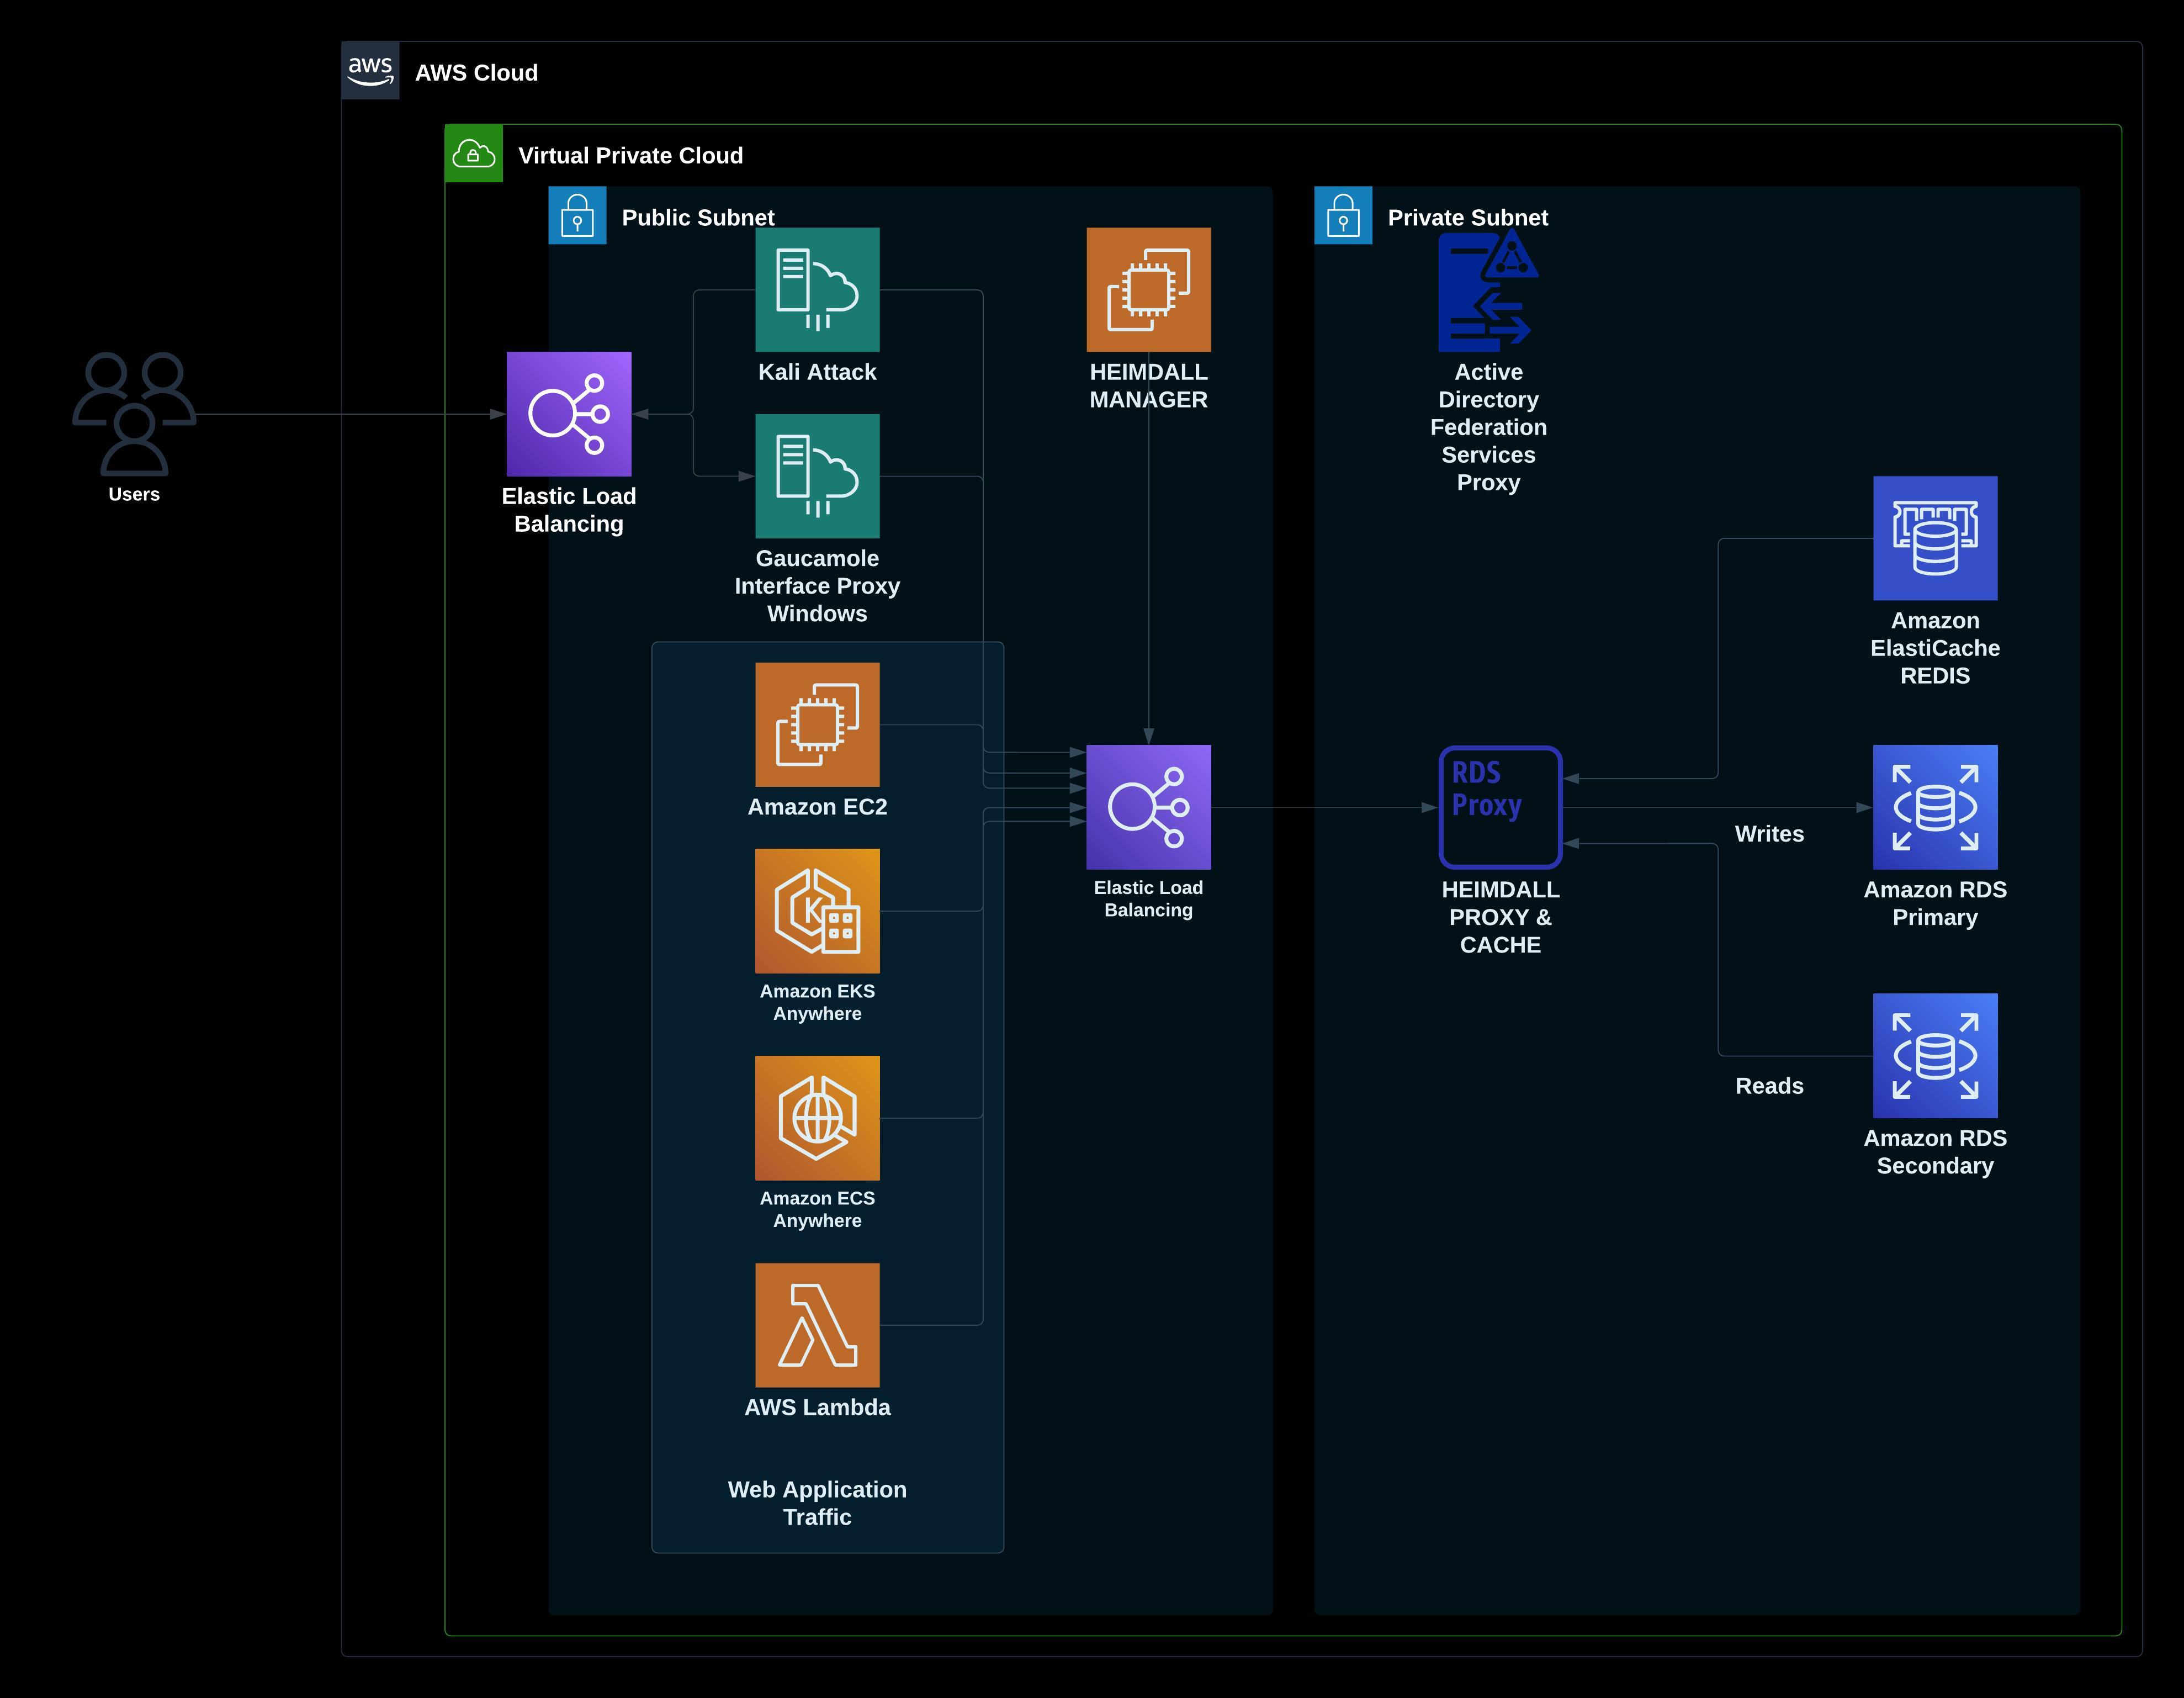 aws
AWS Cloud
Virtual Private Cloud
Public Subnet
Private Subnet
Kali Attack
HEIMDALL
MANAGER
Active
Directory
Federation
Services
Proxy
Users
Elastic Load
Balancing
Gaucamole
Interface Proxy
Windows
Amazon
ElastiCache
REDIS
Amazon EC2
RDS
Proxy
Writes
Elastic Load
Balancing
HEIMDALL
PROXY &
CACHE
Amazon RDS
Primary
K
Amazon EKS
Anywhere
Reads
Amazon RDS
Secondary
Amazon ECS
Anywhere
AWS Lambda
Web Application
Traffic